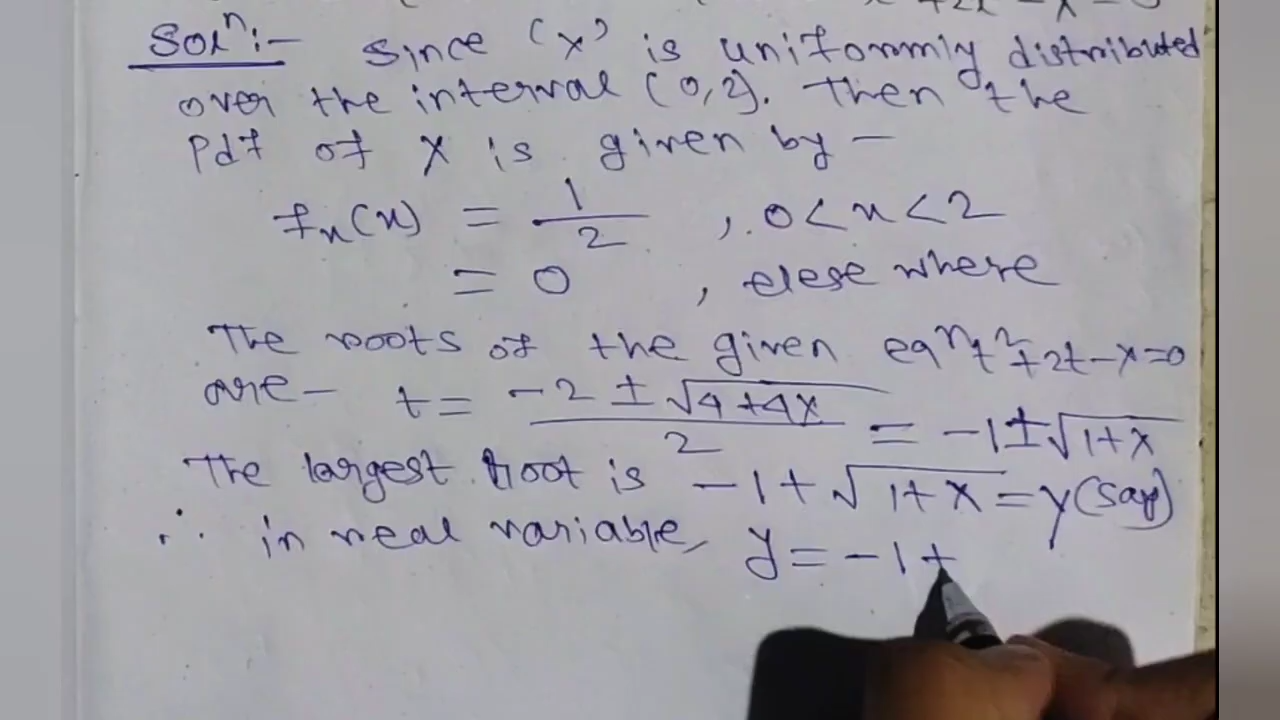 Solⁿ:- Since (X) is uniformly distributed
over the interval (0,2). Then the
Pdf of X is given by -
fx(x) = 1/2 , 0<x<2
= 0 , elese where
The roots of the given eqⁿ t²+2t-x=0
are- t = (-2 ± √4+4X)/2 = -1±√1+X
The largest root is -1+√1+X = Y(say)
∴ in real variable, y = -1+